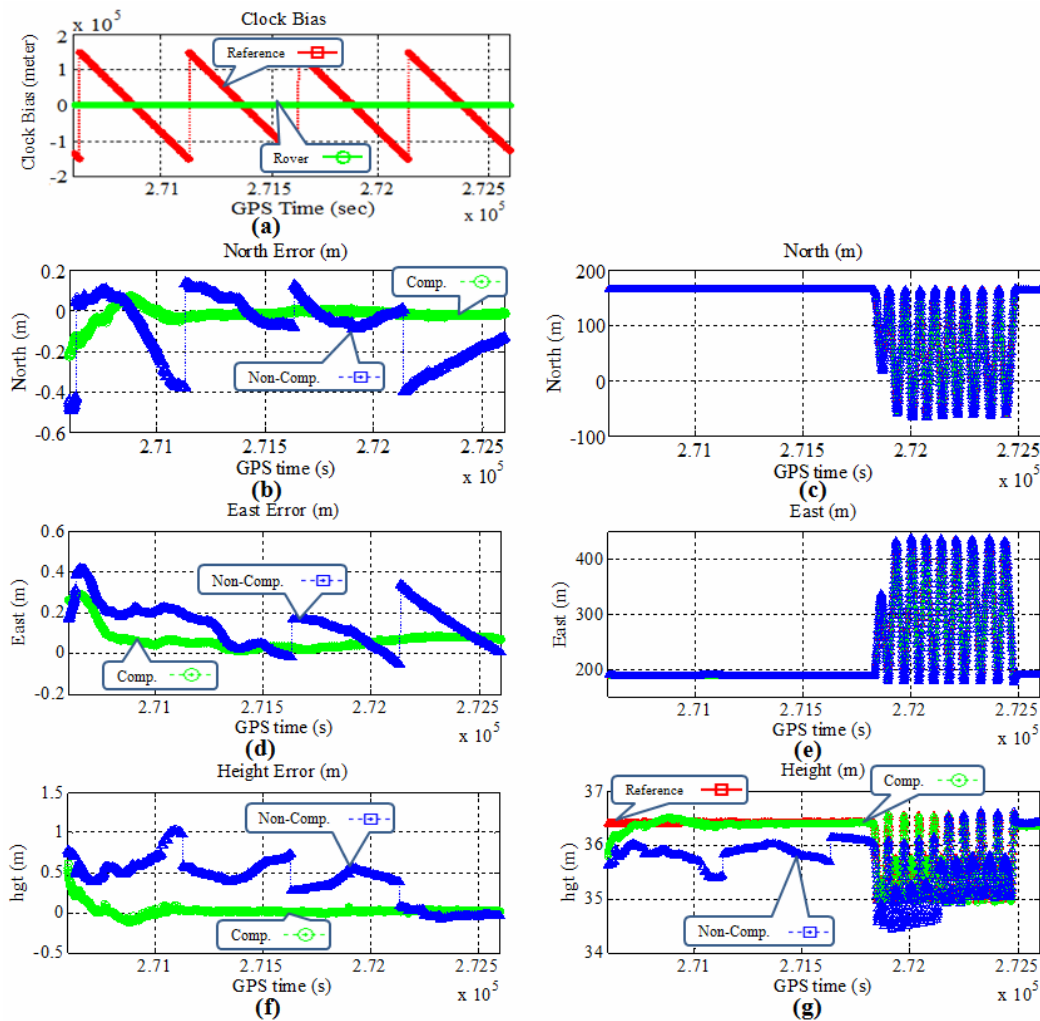 Clock Bias
x 10^5
2
1
0
-1
-2
Clock Bias (meter)
Reference
Rover
2.71 2.715 2.72 2.725
GPS Time (sec)
x 10^5
(a)
North Error (m)
0.2
0
-0.2
-0.4
-0.6
North (m)
Comp.
Non-Comp.
2.71 2.715 2.72 2.725
GPS time (s)
x 10^5
(b)
North (m)
200
100
0
-100
North (m)
2.71 2.715 2.72 2.725
GPS time (s)
x 10^5
(c)
East Error (m)
0.6
0.4
0.2
0
-0.2
East (m)
Non-Comp.
Comp.
2.71 2.715 2.72 2.725
GPS time (s)
x 10^5
(d)
East (m)
400
300
200
East (m)
2.71 2.715 2.72 2.725
GPS time (s)
x 10^5
(e)
Height Error (m)
1.5
1
0.5
0
-0.5
hgt (m)
Non-Comp.
Comp.
2.71 2.715 2.72 2.725
GPS time (s)
x 10^5
(f)
Height (m)
37
36
35
34
hgt (m)
Reference
Comp.
Non-Comp.
2.71 2.715 2.72 2.725
GPS time (s)
x 10^5
(g)